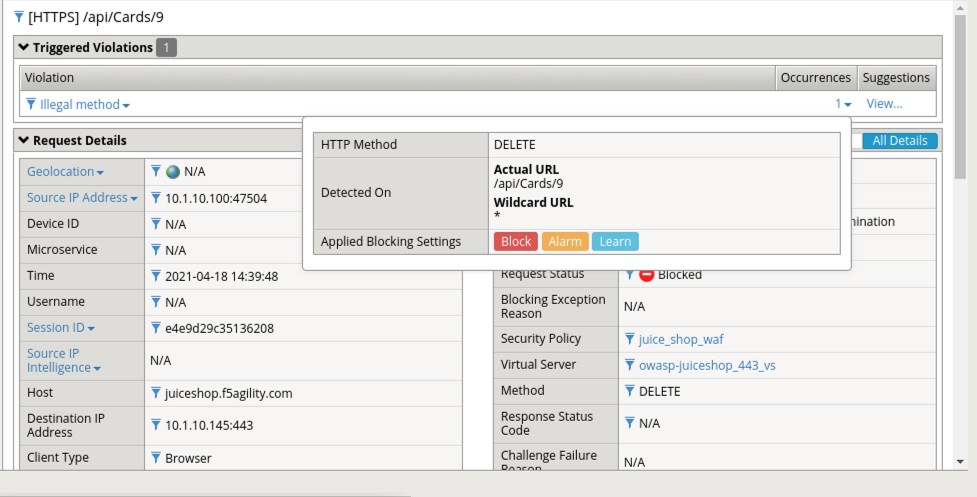 [HTTPS] /api/Cards/9
Triggered Violations 1
Violation Occurrences Suggestions
Illegal method 1 View...
Request Details All Details
HTTP Method DELETE
Detected On
Actual URL
/api/Cards/9
Wildcard URL
*
Applied Blocking Settings Block Alarm Learn
Geolocation N/A
Source IP Address 10.1.10.100:47504
Device ID N/A
Microservice N/A
Time 2021-04-18 14:39:48
Username N/A
Session ID e4e9d29c35136208
Source IP
Intelligence N/A
Host juiceshop.f5agility.com
Destination IP
Address 10.1.10.145:443
Client Type Browser
Request Status Blocked
Blocking Exception
Reason N/A
Security Policy juice_shop_waf
Virtual Server owasp-juiceshop_443_vs
Method DELETE
Response Status
Code N/A
Challenge Failure
Reason N/A